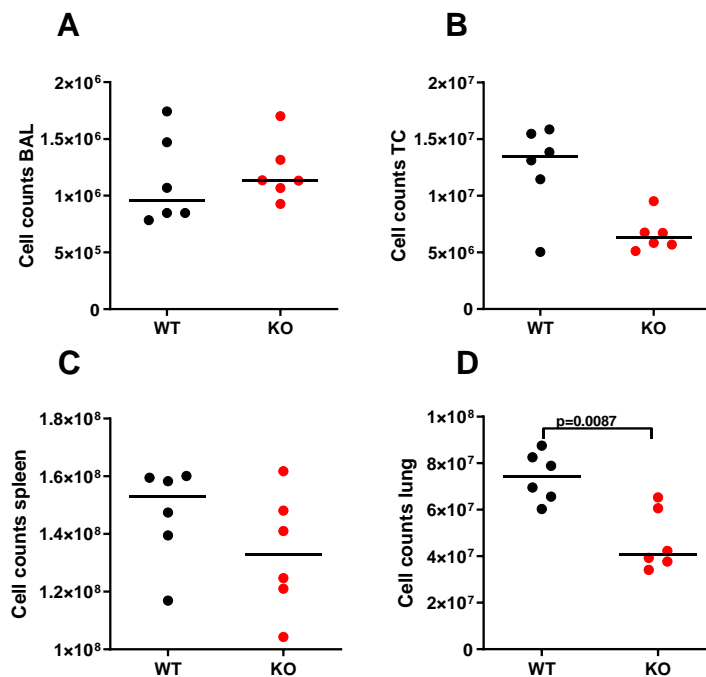 A
Cell counts BAL
2×10⁶
1.5×10⁶
1×10⁶
5×10⁵
0
WT KO
B
Cell counts TC
2×10⁷
1.5×10⁷
1×10⁷
5×10⁶
0
WT KO
C
Cell counts spleen
1.8×10⁸
1.6×10⁸
1.4×10⁸
1.2×10⁸
1×10⁸
WT KO
D
Cell counts lung
1×10⁸
8×10⁷
6×10⁷
4×10⁷
2×10⁷
0
p=0.0087
WT KO